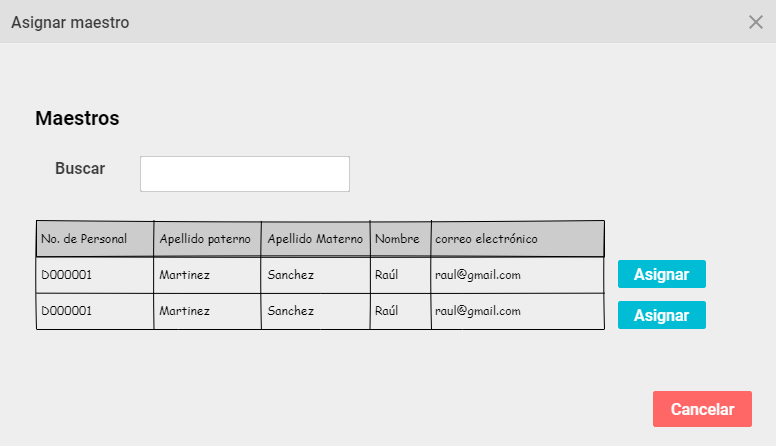 Asignar maestro
Maestros
Buscar
No. de Personal Apellido paterno Apellido Materno Nombre correo electrónico
D000001 Martinez Sanchez Raúl raul@gmail.com Asignar
D000001 Martinez Sanchez Raúl raul@gmail.com Asignar
Cancelar